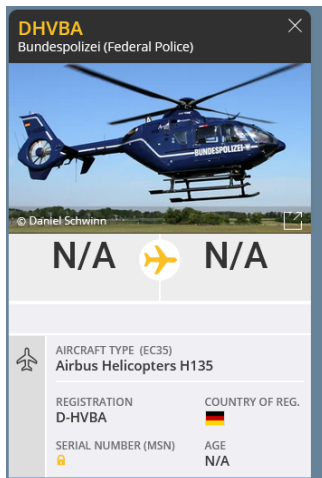 DHVBA
Bundespolizei (Federal Police)
BUNDESPOLIZEI
© Daniel Schwinn
N/A N/A
AIRCRAFT TYPE (EC35)
Airbus Helicopters H135
REGISTRATION COUNTRY OF REG.
D-HVBA
SERIAL NUMBER (MSN) AGE
N/A